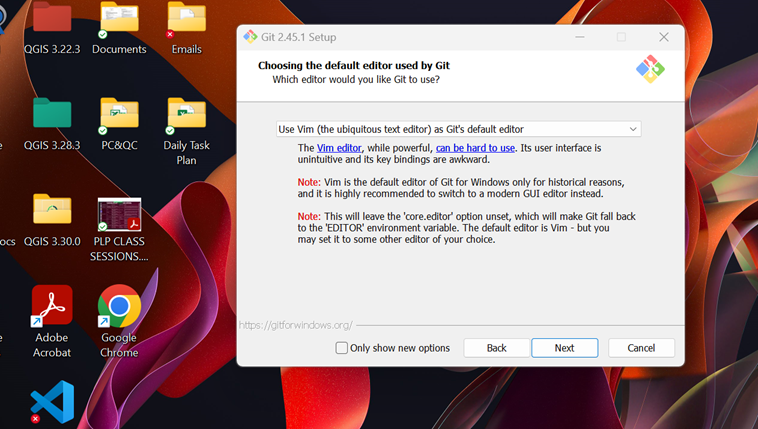 QGIS 3.22.3
Documents
Emails
QGIS 3.28.3
PC&QC
Daily Task
Plan
ocs
QGIS 3.30.0
PLP CLASS
SESSIONS....
Adobe
Acrobat
Google
Chrome
Git 2.45.1 Setup
Choosing the default editor used by Git
Which editor would you like Git to use?
Use Vim (the ubiquitous text editor) as Git's default editor
The Vim editor, while powerful, can be hard to use. Its user interface is
unintuitive and its key bindings are awkward.
Note: Vim is the default editor of Git for Windows only for historical reasons,
and it is highly recommended to switch to a modern GUI editor instead.
Note: This will leave the 'core.editor' option unset, which will make Git fall back
to the 'EDITOR' environment variable. The default editor is Vim - but you
may set it to some other editor of your choice.
https://gitforwindows.org/
Only show new options
Back
Next
Cancel